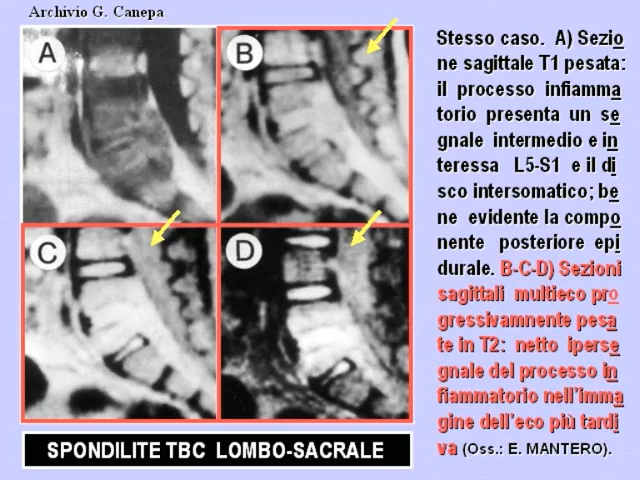 Archivio G. Canepa
A
B
C
D
Stesso caso. A) Sezio
ne sagittale T1 pesata:
il processo infiamma
torio presenta un se
gnale intermedio e in
teressa L5-S1 e il di
sco intersomatico; be
ne evidente la compo
nente posteriore epi
durale. B-C-D) Sezioni
sagittali multieco pro
gressivamnente pesa
te in T2: netto iperse
gnale del processo in
fiammatorio nell'imma
gine dell'eco più tardi
va (Oss.: E. MANTERO).
SPONDILITE TBC LOMBO-SACRALE